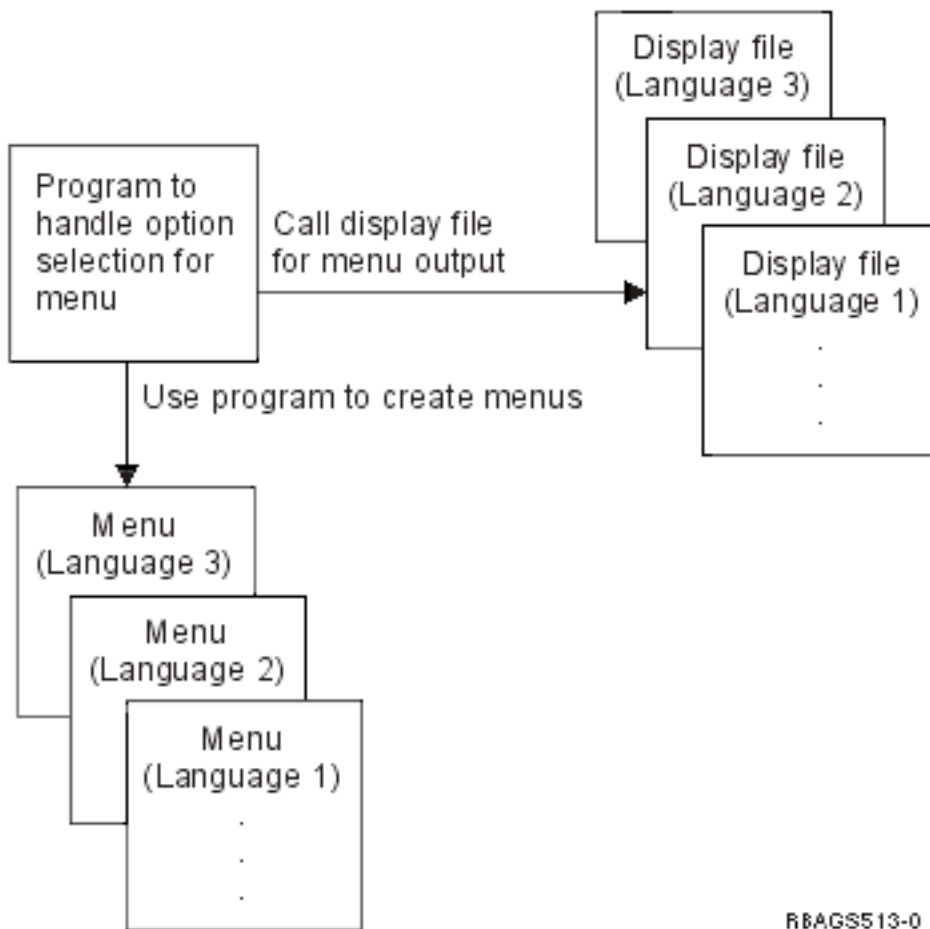 Program to
handle option
selection for
menu
Call display file
for menu output
Display file
(Language 3)
Display file
(Language 2)
Display file
(Language 1)
.
.
.
Use program to create menus
Menu
(Language 3)
Menu
(Language 2)
Menu
(Language 1)
.
.
.
RBAGS513-0